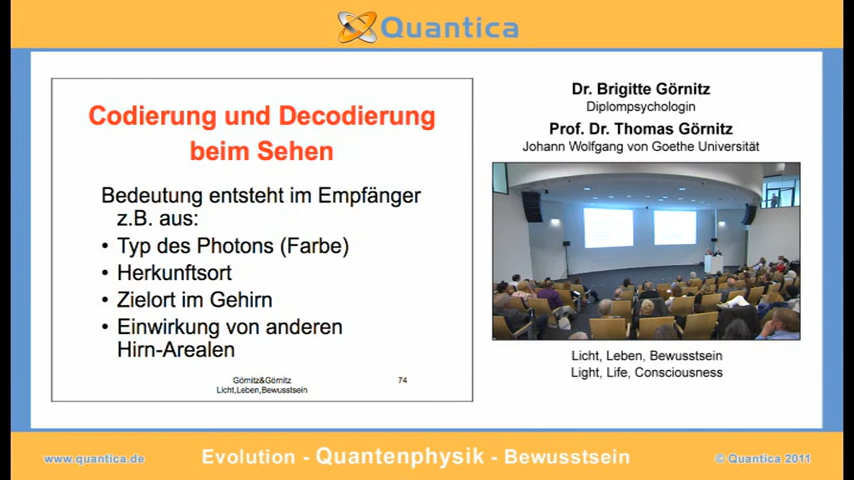 Quantica
Codierung und Decodierung
beim Sehen
Bedeutung entsteht im Empfänger
z.B. aus:
• Typ des Photons (Farbe)
• Herkunftsort
• Zielort im Gehirn
• Einwirkung von anderen
Hirn-Arealen
Görnitz&Görnitz
Licht,Leben,Bewusstsein
74
Dr. Brigitte Görnitz
Diplompsychologin
Prof. Dr. Thomas Görnitz
Johann Wolfgang von Goethe Universität
Licht, Leben, Bewusstsein
Light, Life, Consciousness
www.quantica.de
Evolution - Quantenphysik - Bewusstsein
© Quantica 2011